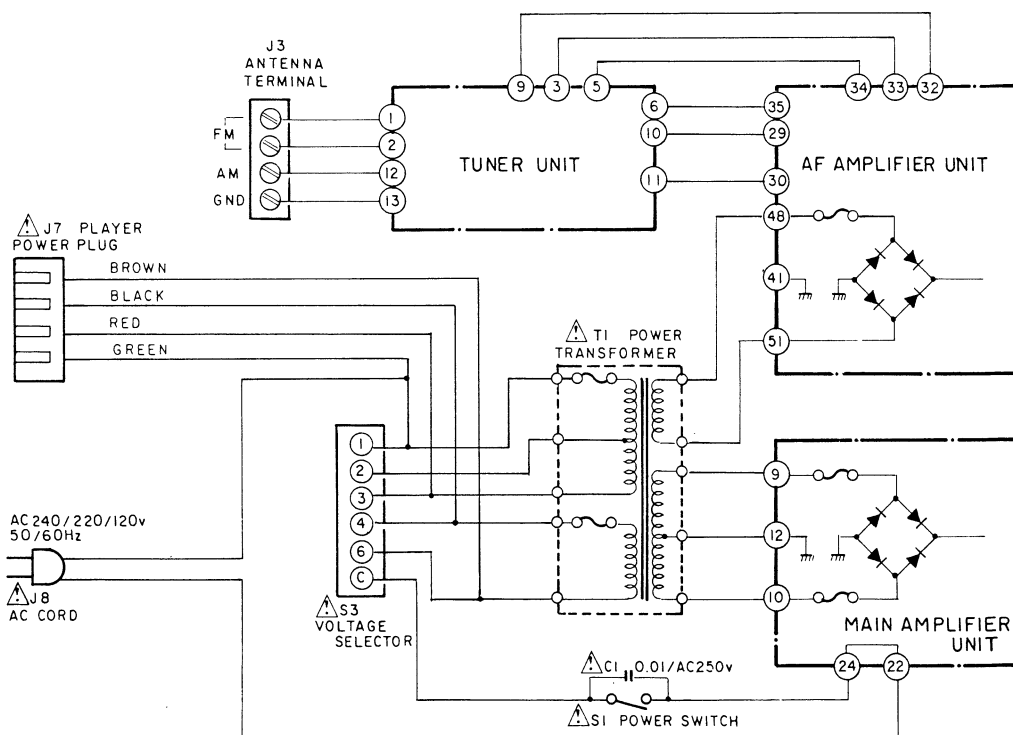 J3
ANTENNA
TERMINAL
FM
AM
GND
1
2
12
13
9
3
5
6
10
11
TUNER UNIT
34
33
32
35
29
30
48
41
51
AF AMPLIFIER UNIT
J7 PLAYER
POWER PLUG
BROWN
BLACK
RED
GREEN
T1 POWER
TRANSFORMER
1
2
3
4
6
C
S3
VOLTAGE
SELECTOR
AC240/220/120V
50/60Hz
J8
AC CORD
9
12
10
MAIN AMPLIFIER
UNIT
24
22
C1 0.01/AC250V
S1 POWER SWITCH